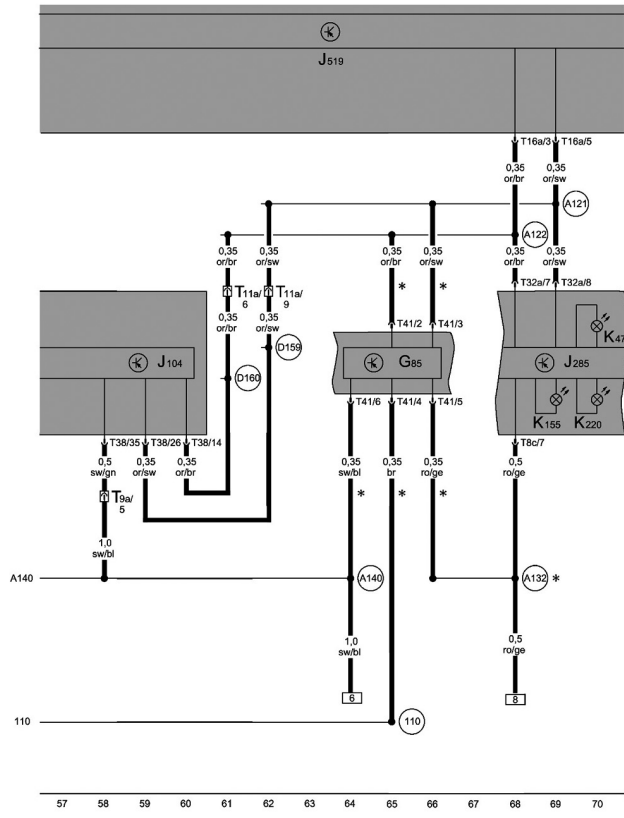 J519
T16a/3 T16a/5
0,35 or/br 0,35 or/sw
A121
A122
0,35 or/br 0,35 or/sw 0,35 or/br 0,35 or/sw 0,35 or/br 0,35 or/sw
* *
T11a/6 T11a/9 T32a/7 T32a/8
0,35 or/br 0,35 or/sw
T41/2 T41/3
K47
D159
J104 G85 J285
D160
K155 K220
T41/6 T41/4 T41/5
T38/35 T38/26 T38/14 T8c/7
0,5 sw/gn 0,35 or/sw 0,35 or/br 0,35 sw/bl 0,35 br 0,35 ro/ge 0,5 ro/ge
T9a/5 * * *
1,0 sw/bl
A140 A140 A132 *
1,0 sw/bl 0,5 ro/ge
6 8
110 110
57 58 59 60 61 62 63 64 65 66 67 68 69 70